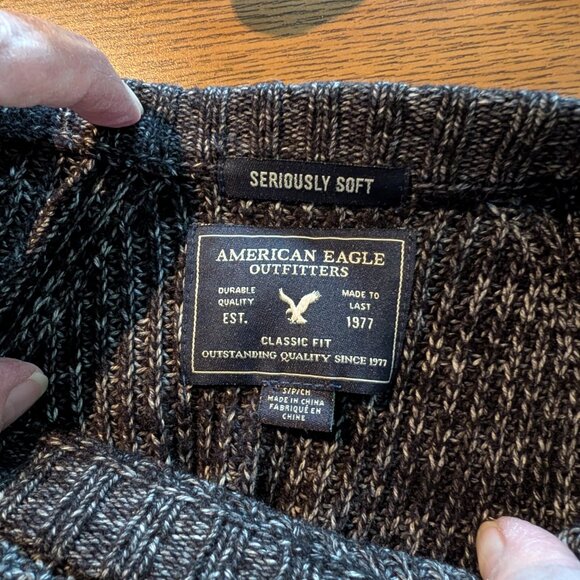 SERIOUSLY SOFT
AMERICAN EAGLE
OUTFITTERS
DURABLE QUALITY
MADE TO LAST
EST. 1977
CLASSIC FIT
OUTSTANDING QUALITY SINCE 1977
S/P/CH
MADE IN CHINA
FABRIQUÉ EN
CHINE